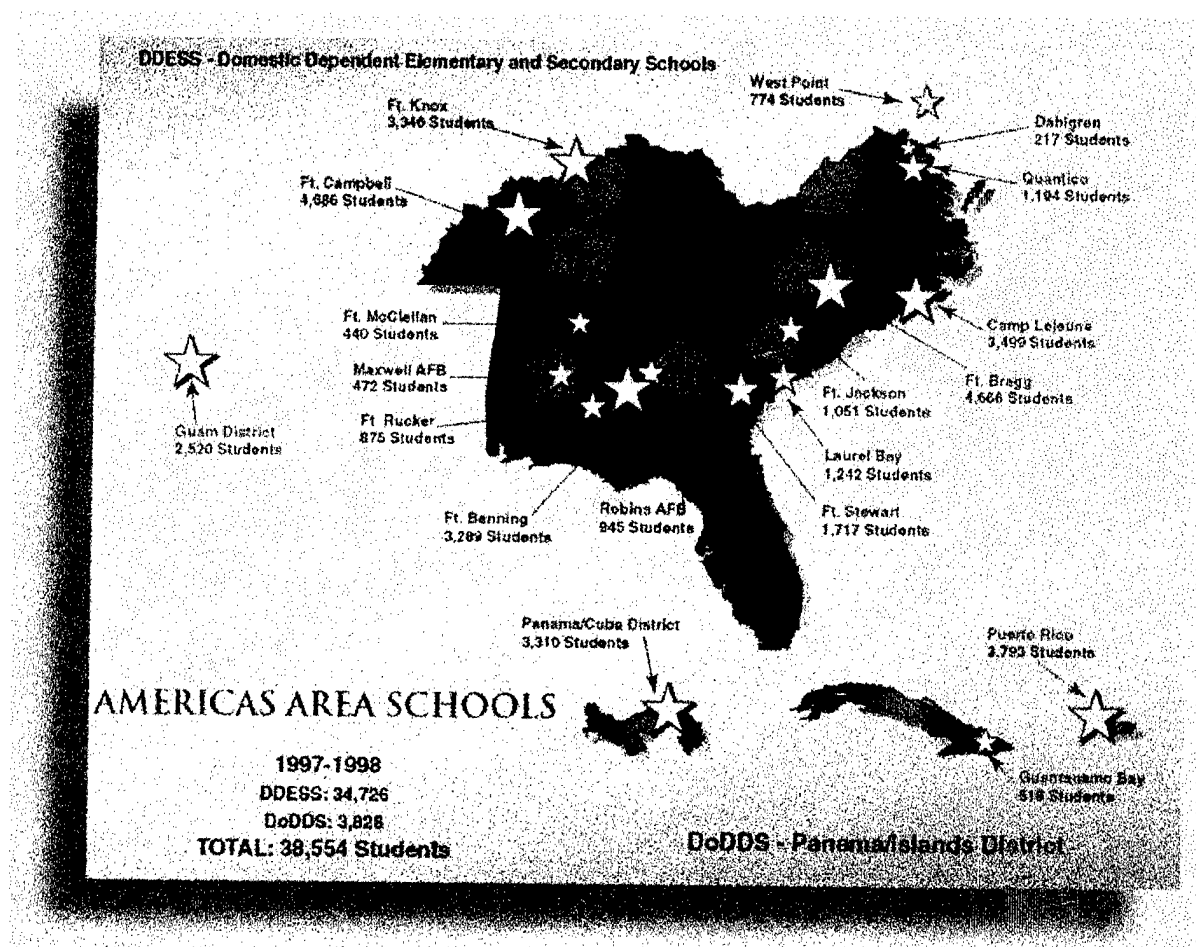 DDESS - Domestic Dependent Elementary and Secondary Schools
West Point
774 Students
Ft. Knox
3,346 Students
Dahlgren
217 Students
Ft. Campbell
4,686 Students
Quantico
1,194 Students
Ft. McClellan
440 Students
Camp Lejeune
3,499 Students
Maxwell AFB
472 Students
Ft. Bragg
4,666 Students
Ft. Jackson
1,051 Students
Ft. Rucker
875 Students
Guam District
2,520 Students
Laurel Bay
1,242 Students
Ft. Benning
3,289 Students
Robins AFB
945 Students
Ft. Stewart
1,717 Students
Panama/Cuba District
3,310 Students
Puerto Rico
3,793 Students
AMERICAS AREA SCHOOLS
1997-1998
DDESS: 34,726
DoDDS: 3,828
TOTAL: 38,554 Students
Guantanamo Bay
518 Students
DoDDS - Panama/Islands District